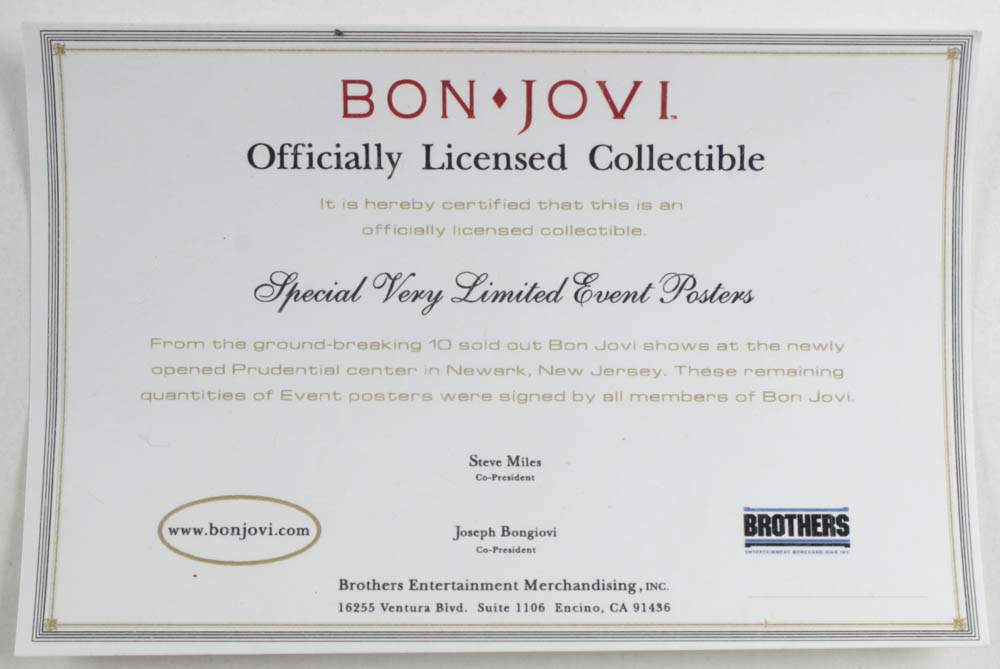 BON♦JOVI™
Officially Licensed Collectible
It is hereby certified that this is an
officially licensed collectible.
Special Very Limited Event Posters
From the ground-breaking 10 sold out Bon Jovi shows at the newly
opened Prudential center in Newark, New Jersey. These remaining
quantities of Event posters were signed by all members of Bon Jovi.
Steve Miles
Co-President
www.bonjovi.com
Joseph Bongiovi
Co-President
BROTHERS
ENTERTAINMENT MERCHANDISING INC.
Brothers Entertainment Merchandising, INC.
16255 Ventura Blvd. Suite 1106 Encino, CA 91436